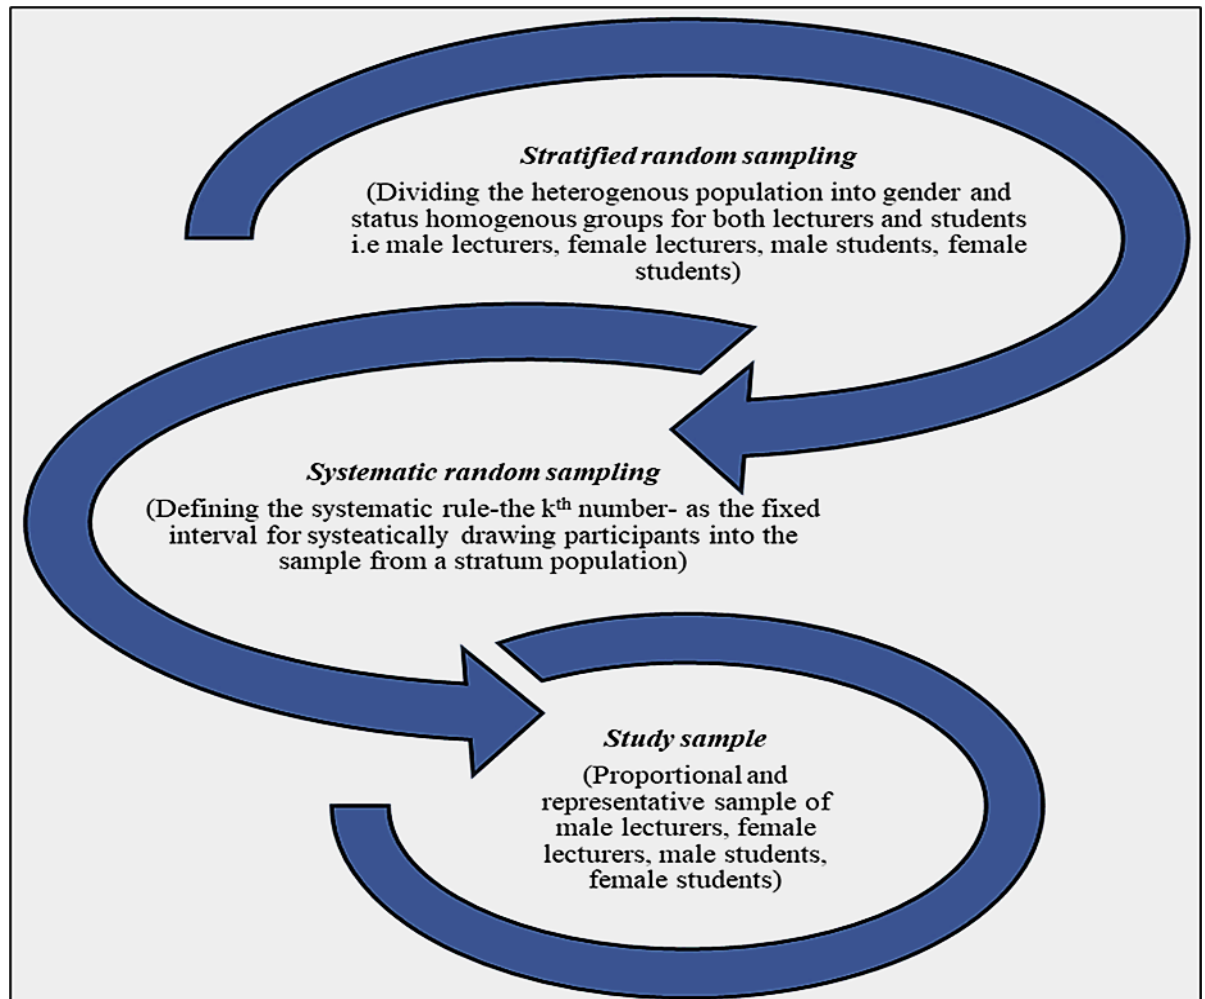 Stratified random sampling
(Dividing the heterogenous population into gender and
status homogenous groups for both lecturers and students
i.e male lecturers, female lecturers, male students, female
students)
Systematic random sampling
(Defining the systematic rule-the kᵗʰ number- as the fixed
interval for systeatically drawing participants into the
sample from a stratum population)
Study sample
(Proportional and
representative sample of
male lecturers, female
lecturers, male students,
female students)